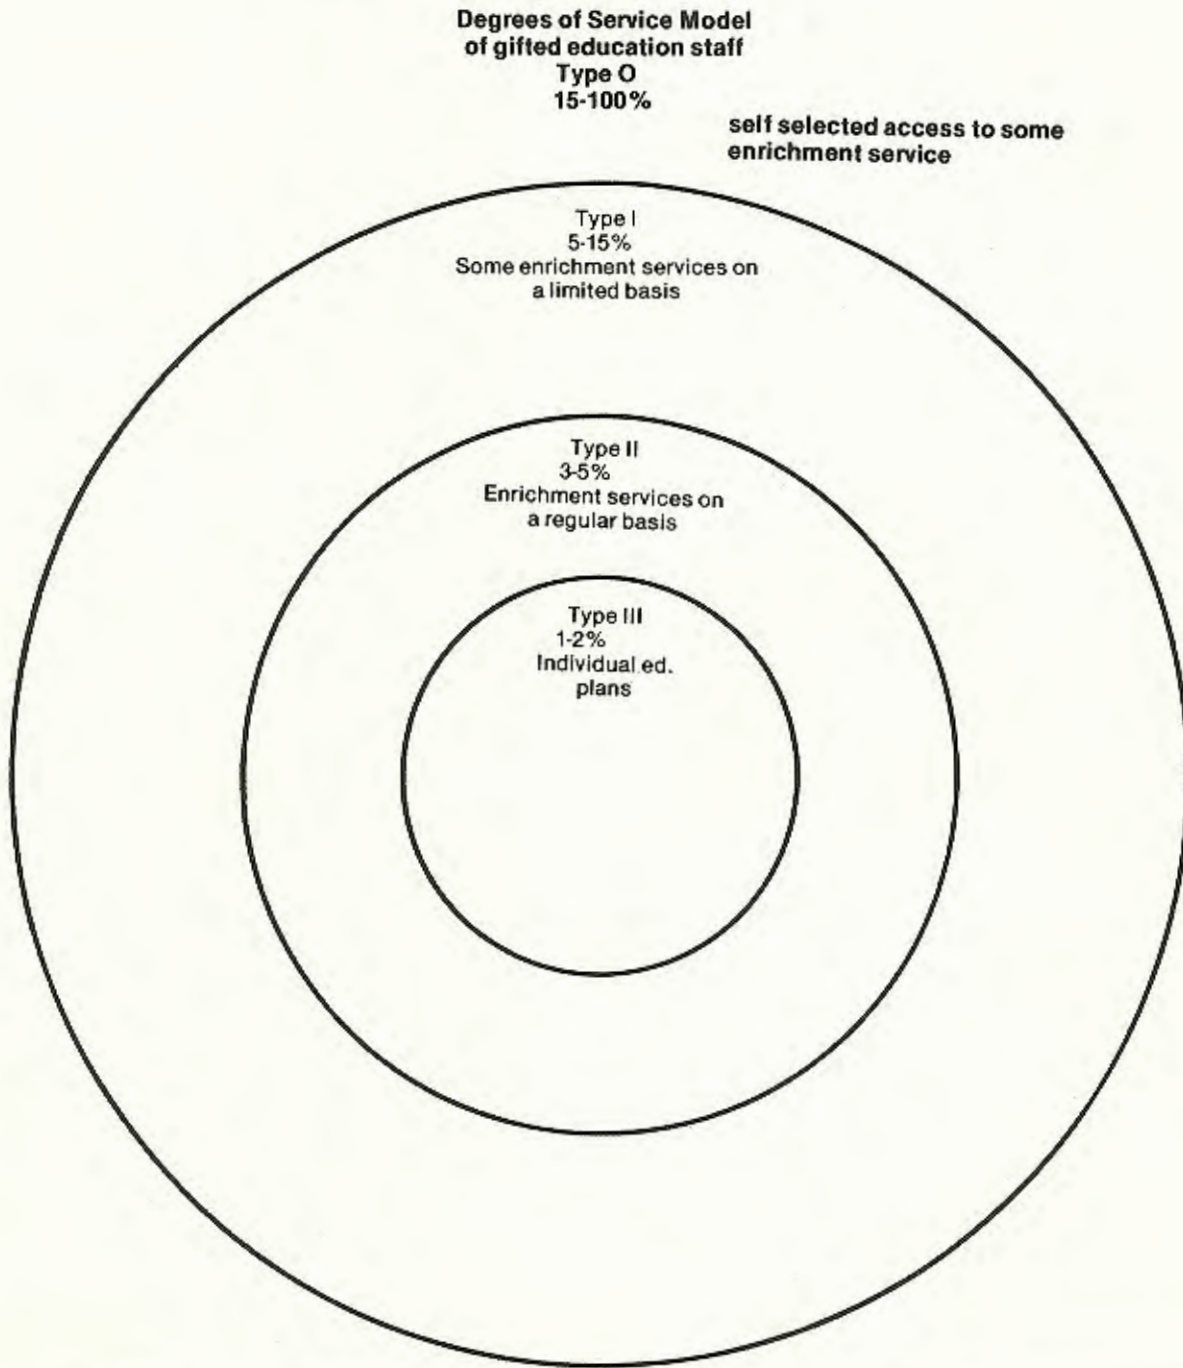 Degrees of Service Model
of gifted education staff
Type O
15-100%
self selected access to some
enrichment service
Type I
5-15%
Some enrichment services on
a limited basis
Type II
3-5%
Enrichment services on
a regular basis
Type III
1-2%
Individual ed.
plans